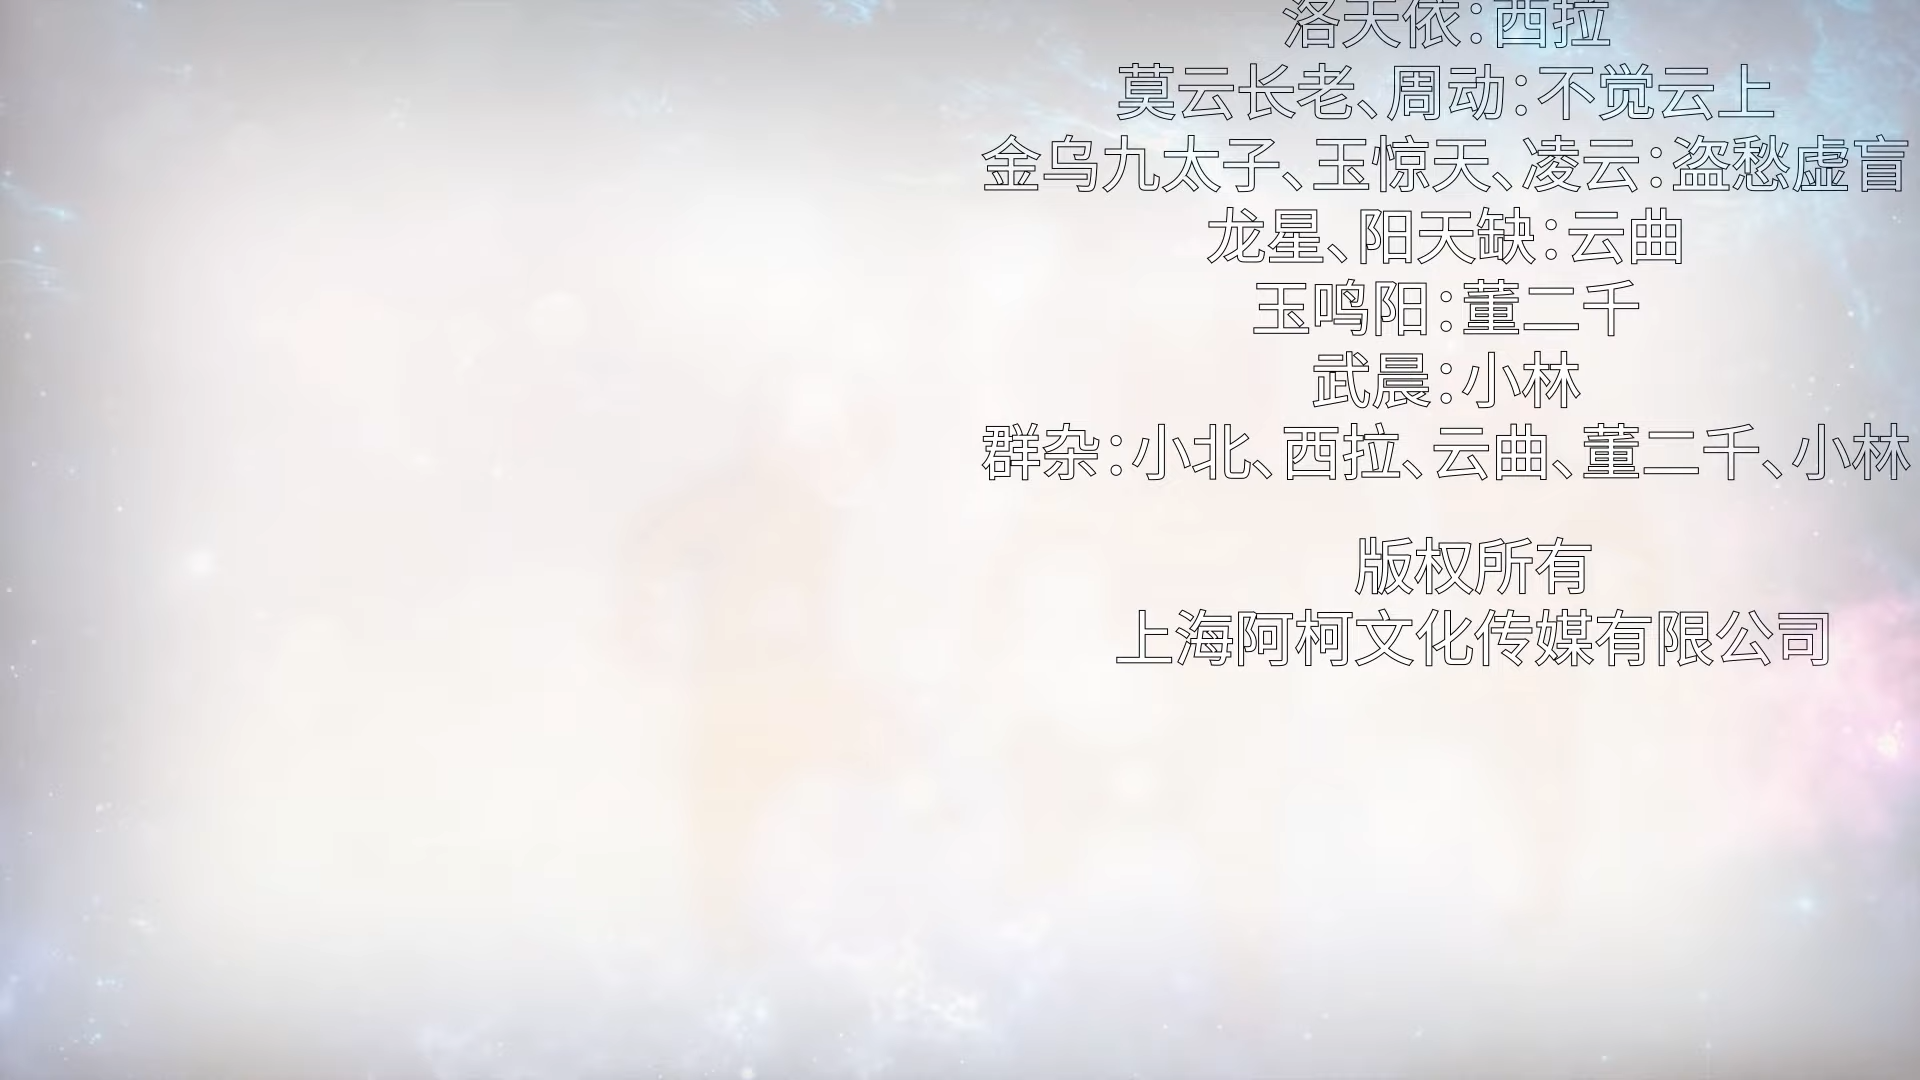 洛天依：西拉
莫云长老、周动：不觉云上
金乌九太子、玉惊天、凌云：盗愁虚盲
龙星、阳天缺：云曲
玉鸣阳：董二千
武晨：小林
群杂：小北、西拉、云曲、董二千、小林
版权所有
上海阿柯文化传媒有限公司